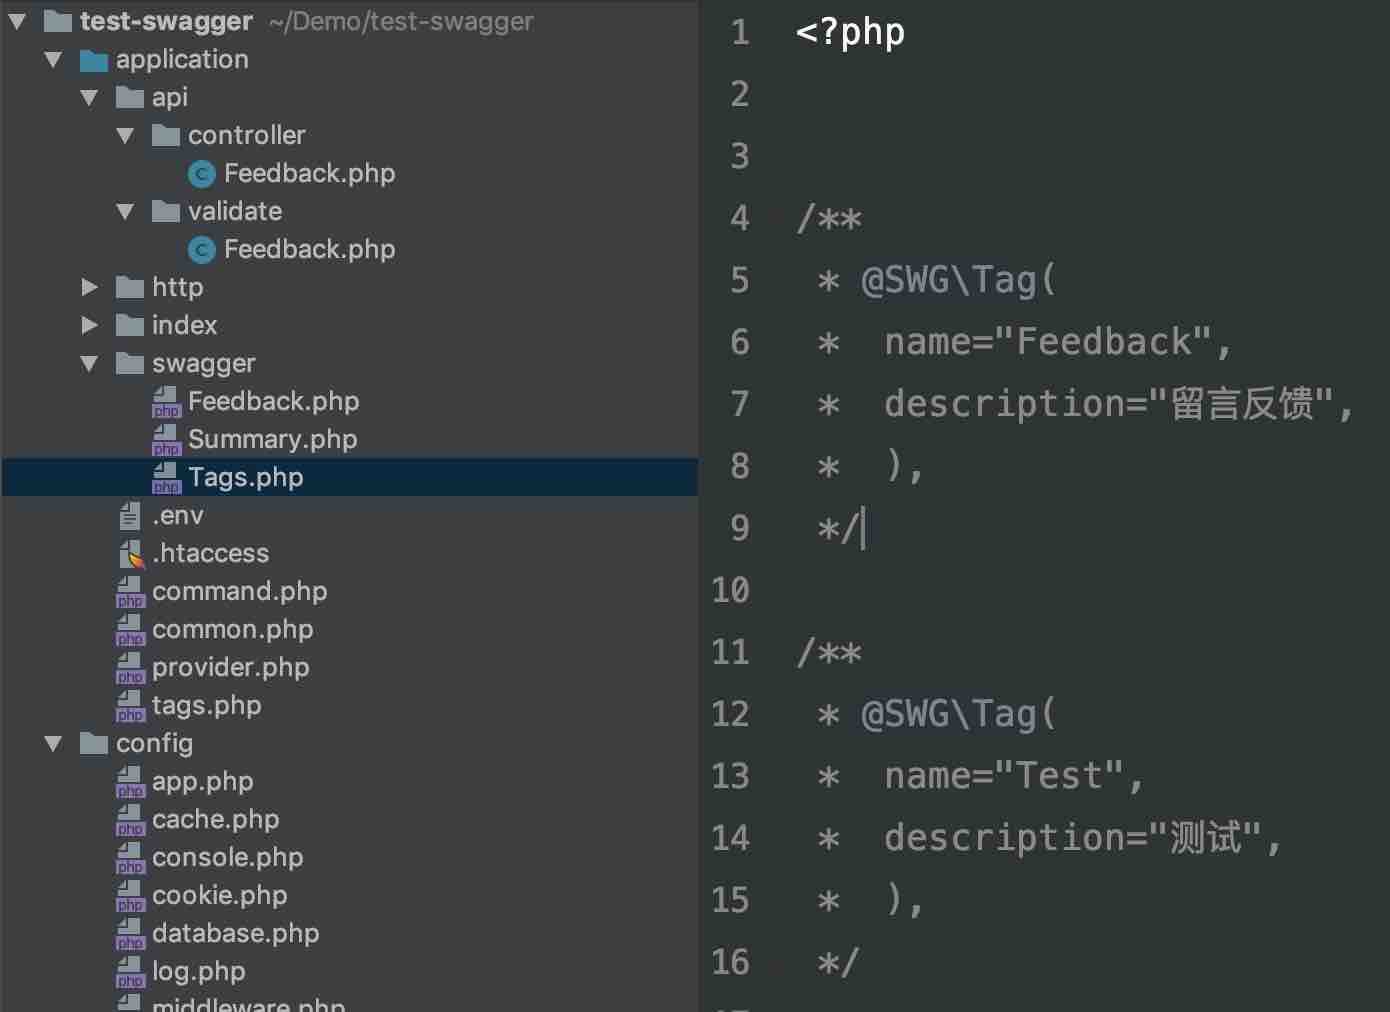 test-swagger ~/Demo/test-swagger
application
api
controller
Feedback.php
validate
Feedback.php
http
index
swagger
php Feedback.php
php Summary.php
php Tags.php
.env
.htaccess
php command.php
php common.php
php provider.php
php tags.php
config
php app.php
php cache.php
php console.php
php cookie.php
php database.php
php log.php
middleware.php
1 <?php
2
3
4 /**
5 * @SWG\Tag(
6 * name="Feedback",
7 * description="留言反馈",
8 * ),
9 */
10
11 /**
12 * @SWG\Tag(
13 * name="Test",
14 * description="测试",
15 * ),
16 */